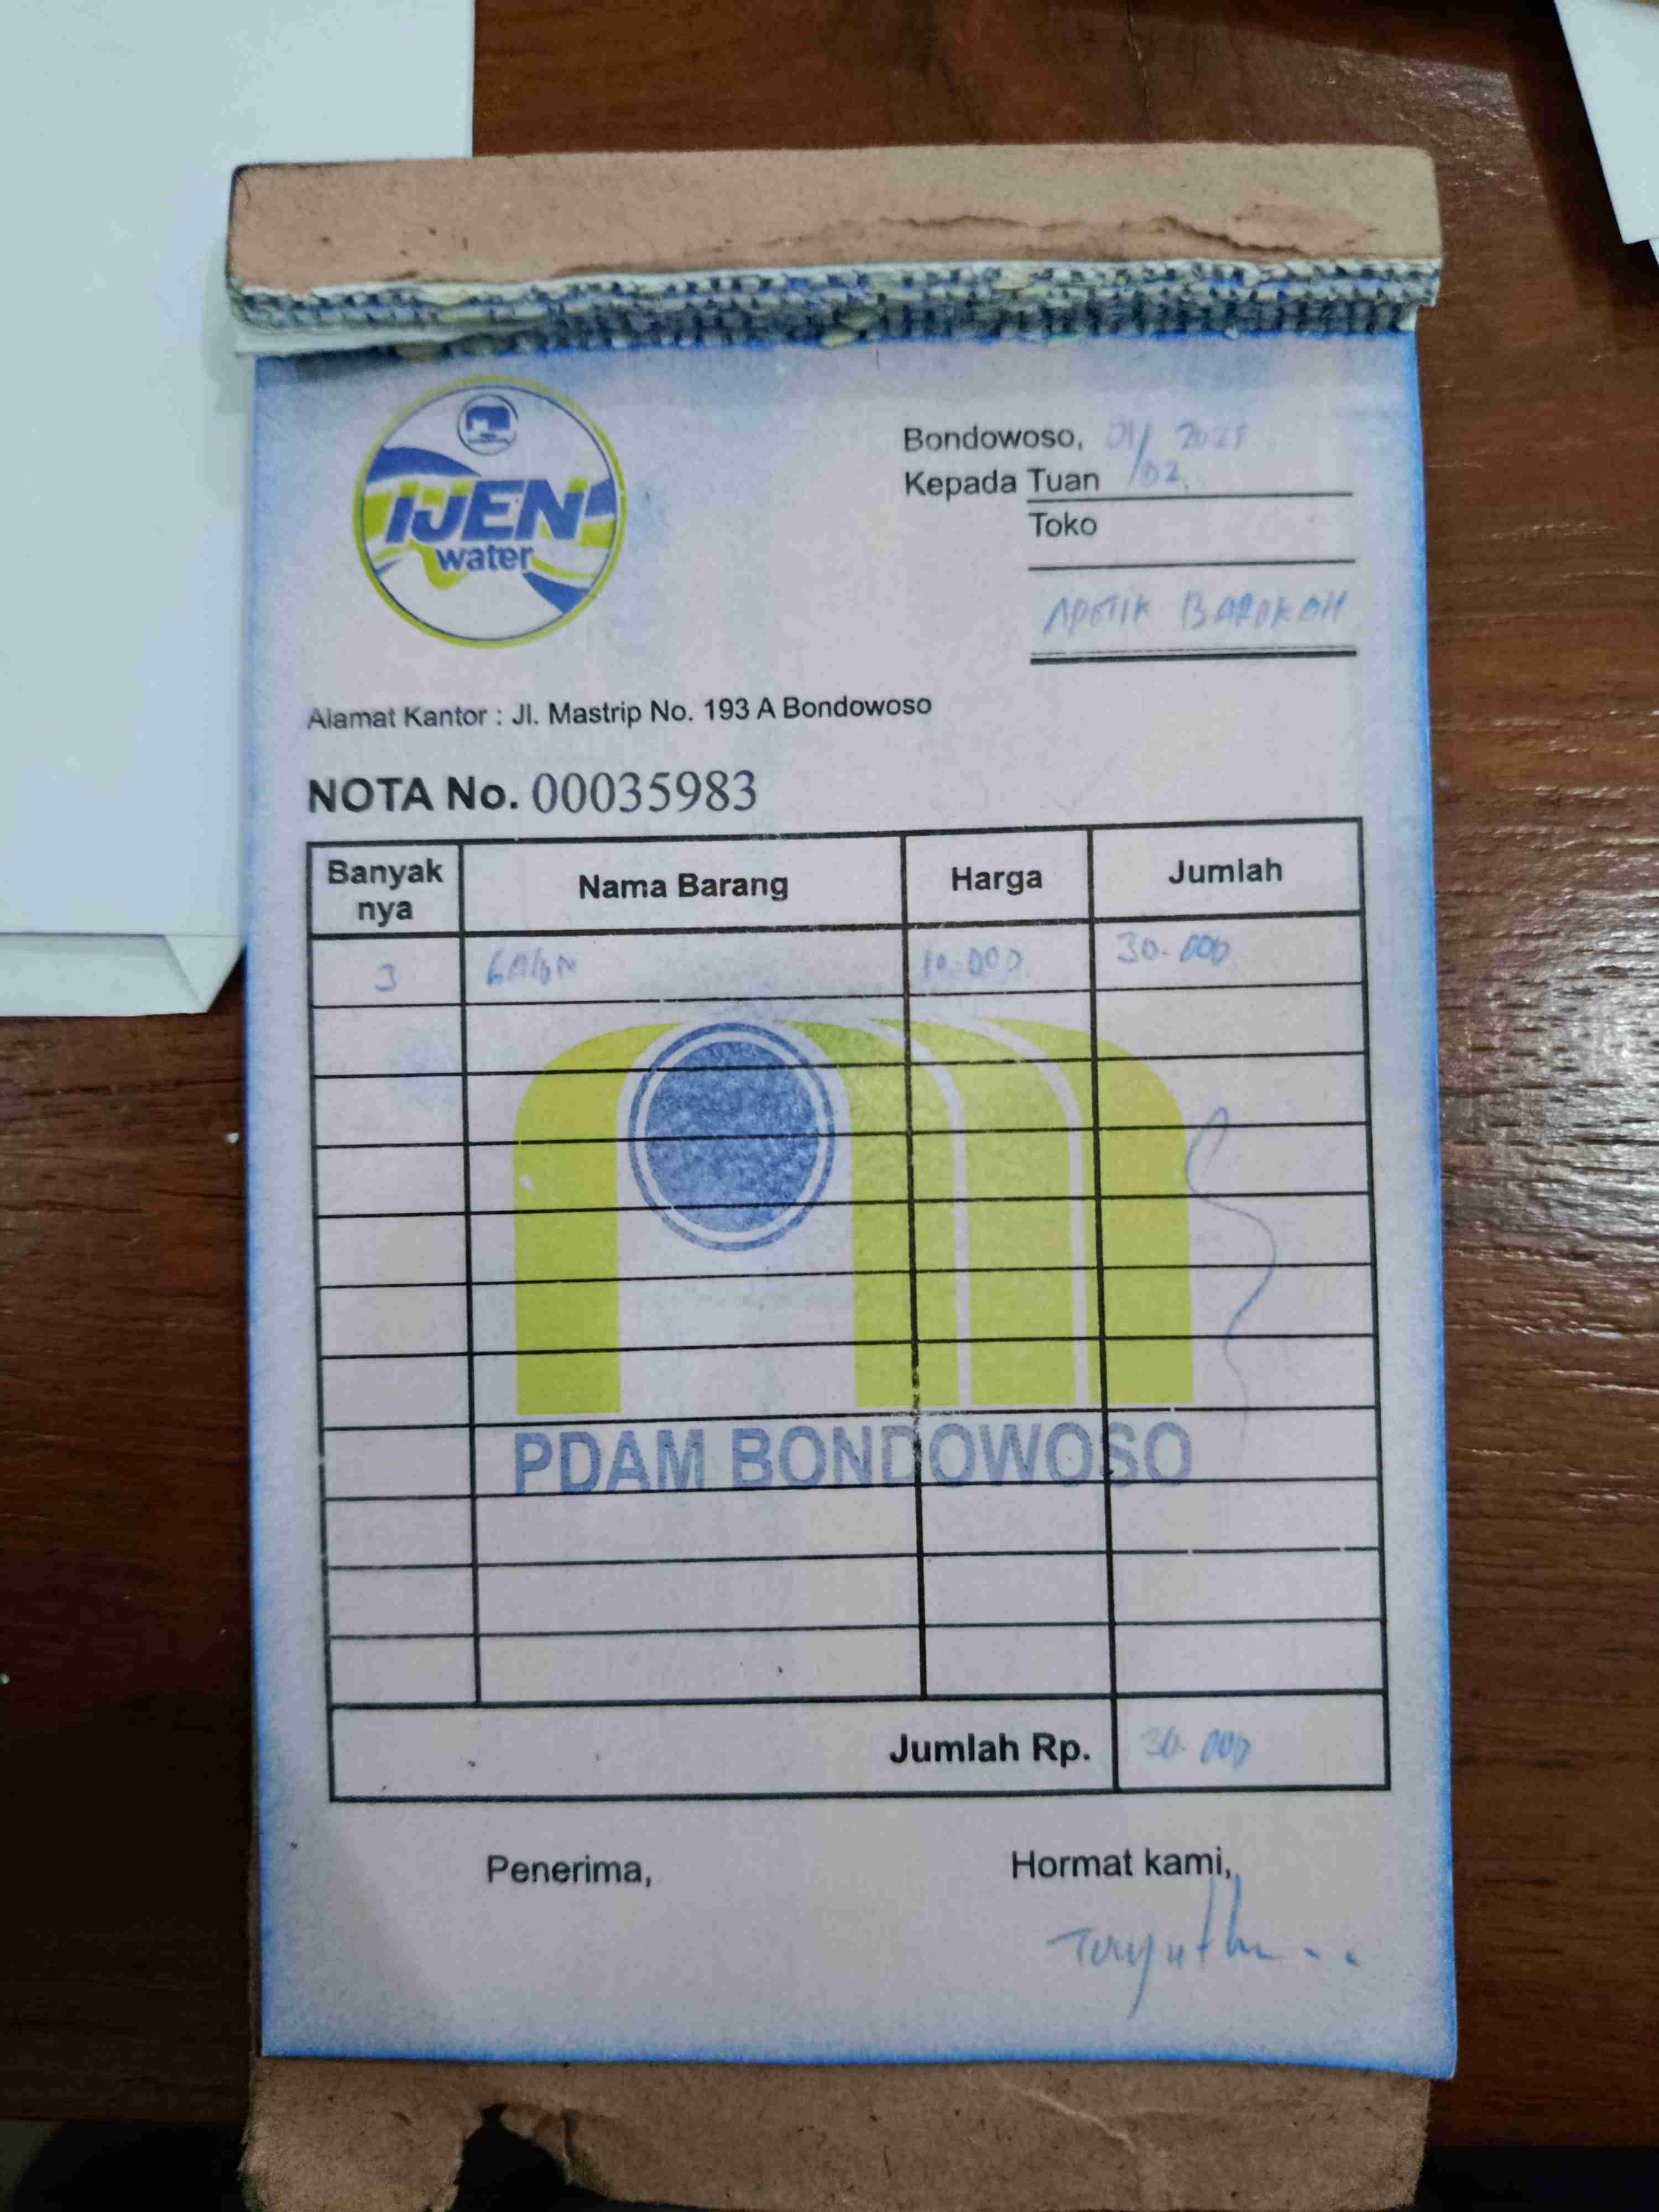 IJEN
water
Bondowoso, 01/02 2025
Kepada Tuan
Toko
APOTIK BAROKAH
Alamat Kantor : Jl. Mastrip No. 193 A Bondowoso
NOTA No. 00035983
Banyak nya Nama Barang Harga Jumlah
3 GALON 10.000 30.000
PDAM BONDOWOSO
Jumlah Rp. 30.000
Penerima, Hormat kami,